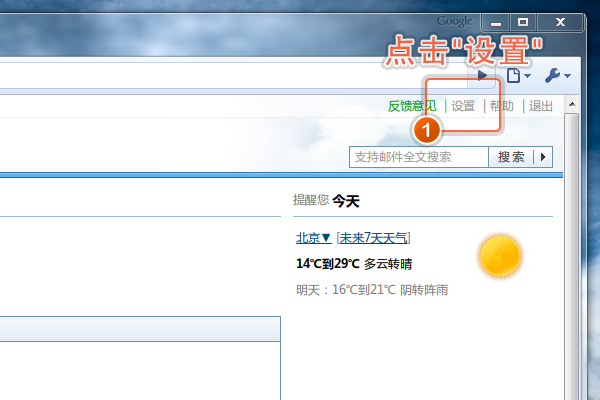 Google
点击"设置"
反馈意见 | 设置 | 帮助 | 退出
1
支持邮件全文搜索 搜索
提醒您 今天
北京▼ [未来7天天气]
14℃到29℃ 多云转晴
明天：16℃到21℃ 阴转阵雨